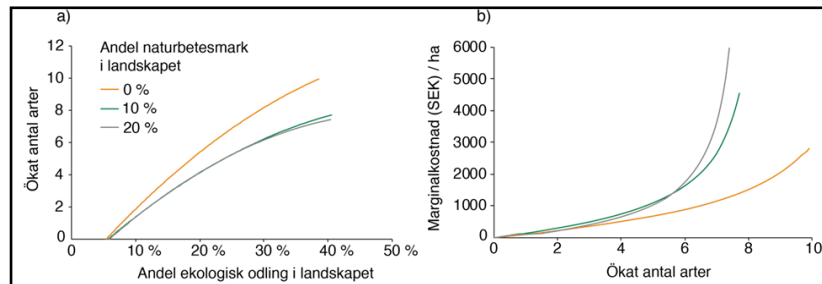 a)
Andel naturbetesmark
i landskapet
0 %
10 %
20 %
Ökat antal arter
12
10
8
6
4
2
0
0 10 % 20 % 30 % 40 % 50 %
Andel ekologisk odling i landskapet
b)
Marginalkostnad (SEK) / ha
6000
5000
4000
3000
2000
1000
0
0 2 4 6 8 10
Ökat antal arter